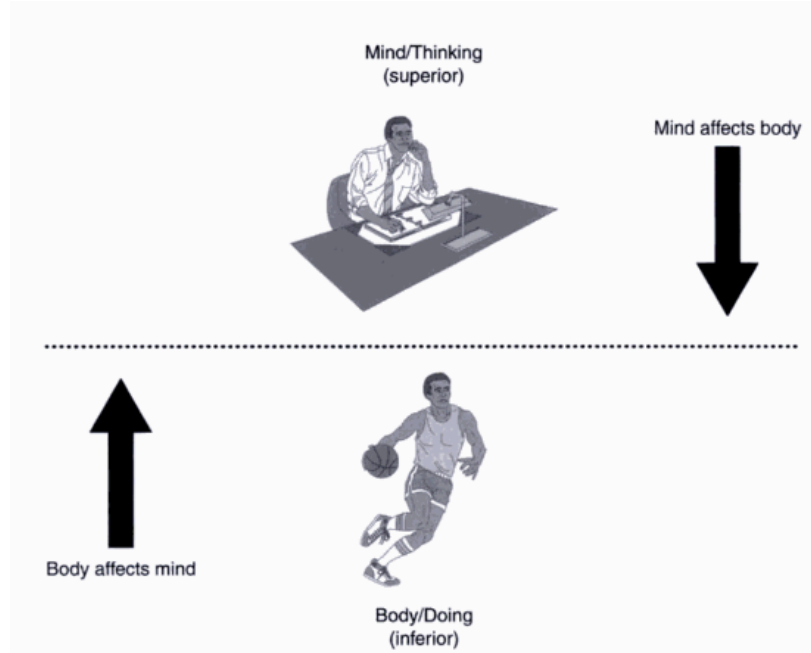 Mind/Thinking
(superior)
Mind affects body
Body affects mind
Body/Doing
(inferior)